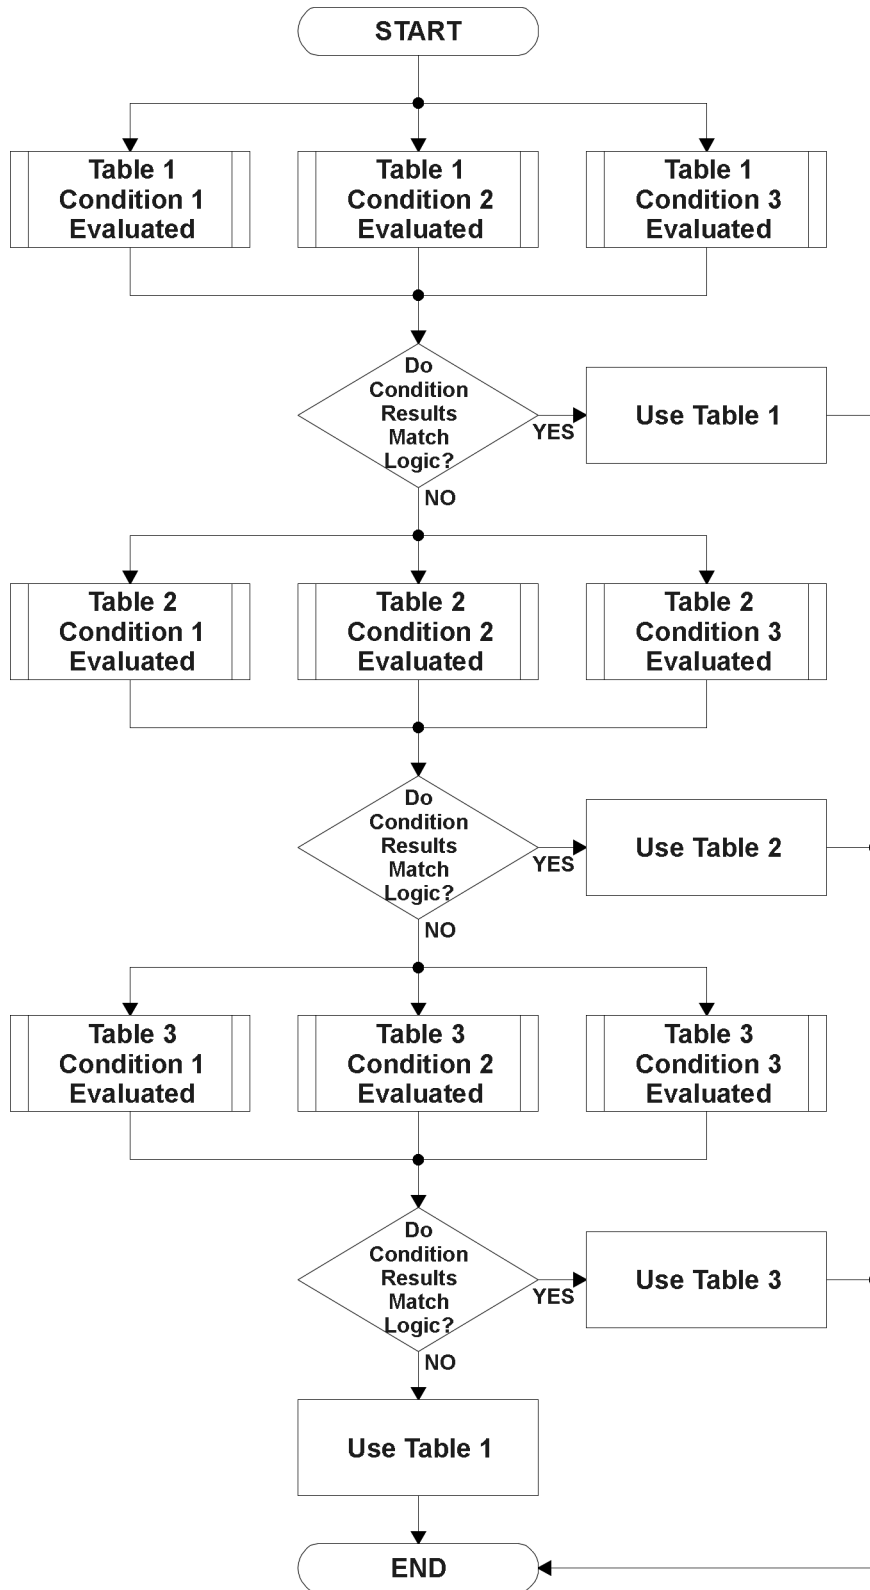 START
Table 1
Condition 1
Evaluated
Table 1
Condition 2
Evaluated
Table 1
Condition 3
Evaluated
Do
Condition
Results
Match
Logic?
YES
Use Table 1
NO
Table 2
Condition 1
Evaluated
Table 2
Condition 2
Evaluated
Table 2
Condition 3
Evaluated
Do
Condition
Results
Match
Logic?
YES
Use Table 2
NO
Table 3
Condition 1
Evaluated
Table 3
Condition 2
Evaluated
Table 3
Condition 3
Evaluated
Do
Condition
Results
Match
Logic?
YES
Use Table 3
NO
Use Table 1
END